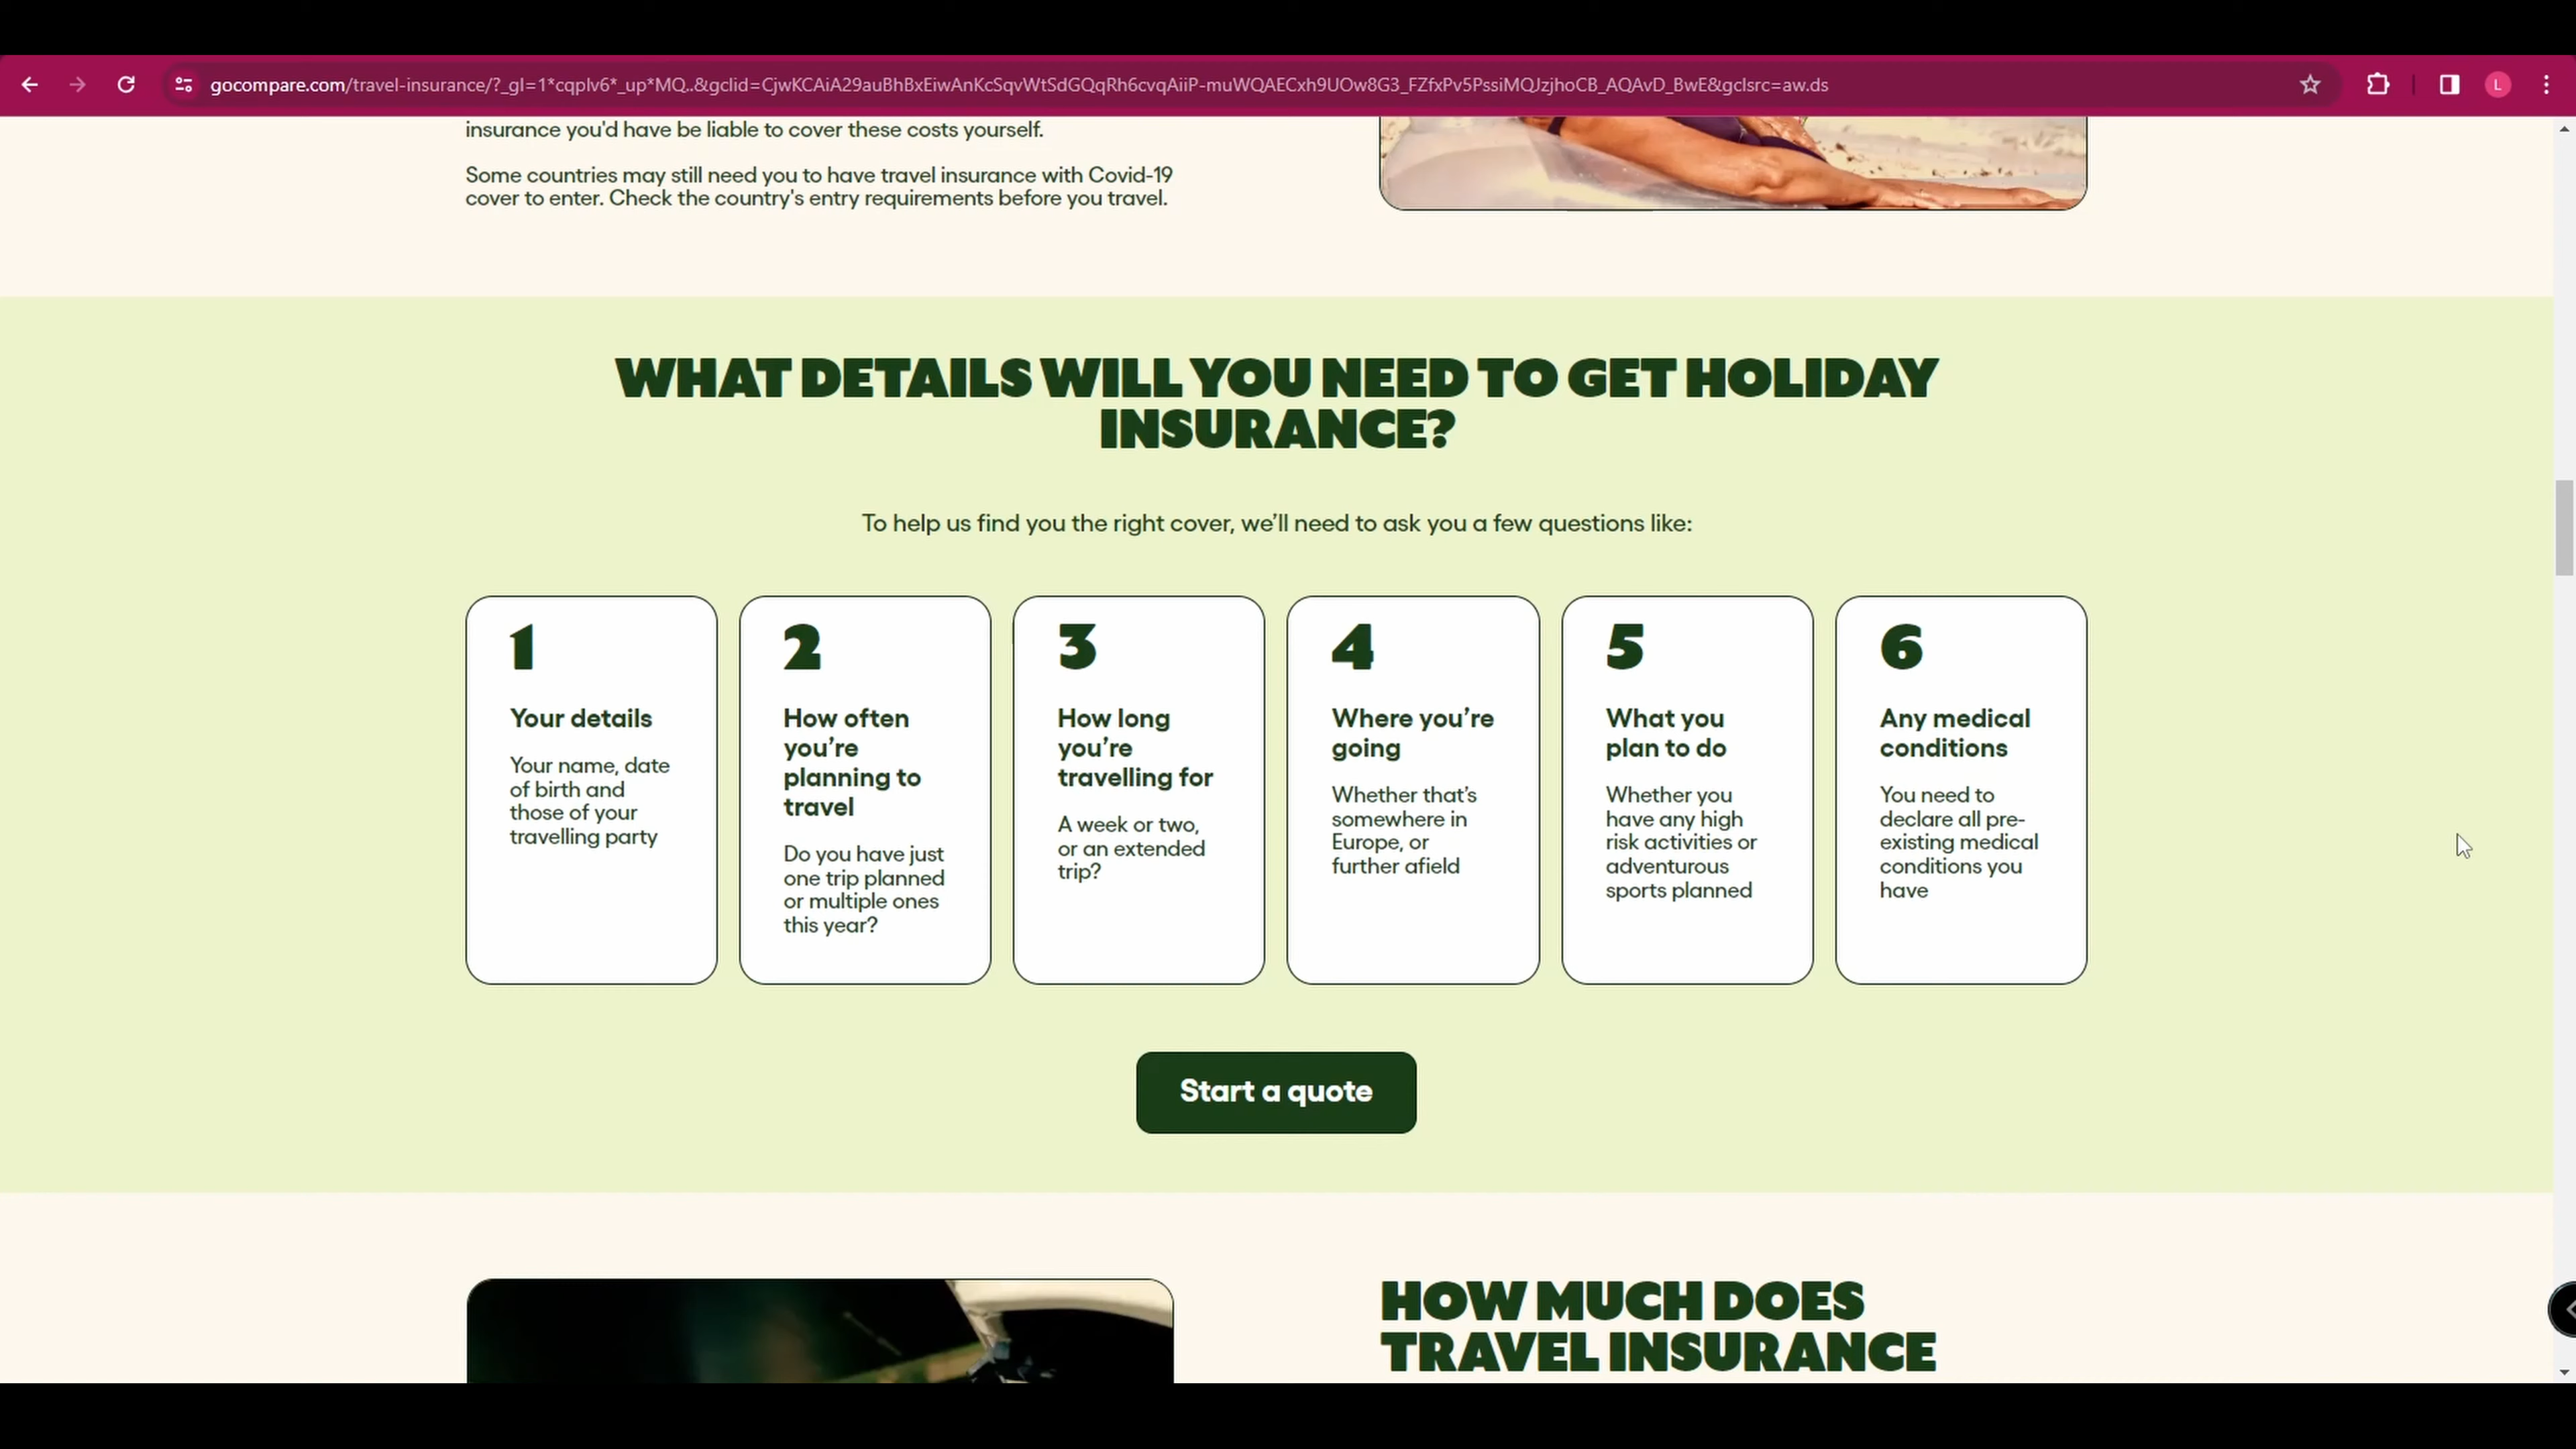 gocompare.com/travel-insurance/?_gl=1*cqplv6*_up*MQ..&gclid=CjwKCAiA29auBhBxEiwAnKcSqvWtSdGQqRh6cvqAiiP-muWQAECxh9UOw8G3_FZfxPv5PssiMQJzjhoCB_AQAvD_BwE&gclsrc=aw.ds
L
insurance you'd have be liable to cover these costs yourself.
Some countries may still need you to have travel insurance with Covid-19
cover to enter. Check the country's entry requirements before you travel.
WHAT DETAILS WILL YOU NEED TO GET HOLIDAY
INSURANCE?
To help us find you the right cover, we'll need to ask you a few questions like:
1
Your details
Your name, date
of birth and
those of your
travelling party
2
How often
you're
planning to
travel
Do you have just
one trip planned
or multiple ones
this year?
3
How long
you're
travelling for
A week or two,
or an extended
trip?
4
Where you're
going
Whether that's
somewhere in
Europe, or
further afield
5
What you
plan to do
Whether you
have any high
risk activities or
adventurous
sports planned
6
Any medical
conditions
You need to
declare all pre-
existing medical
conditions you
have
Start a quote
HOW MUCH DOES
TRAVEL INSURANCE